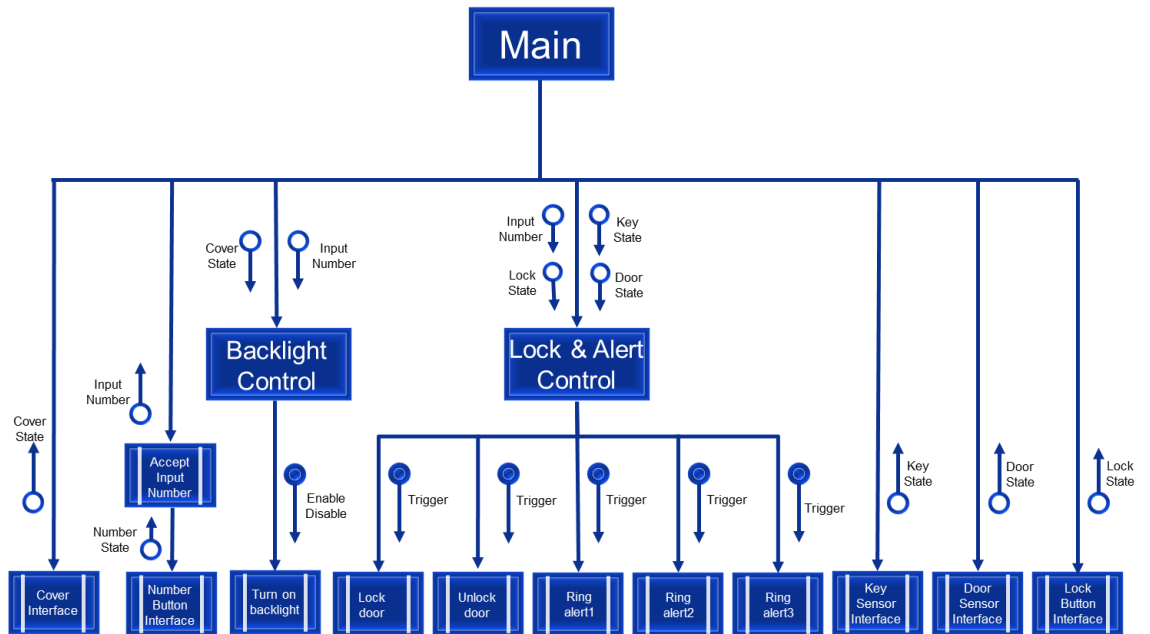 Main
Input
Number
Key
State
Cover
State
Input
Number
Lock
State
Door
State
Backlight
Control
Lock & Alert
Control
Input
Number
Cover
State
Accept
Input
Number
Key
State
Door
State
Lock
State
Enable
Disable
Trigger
Trigger
Trigger
Trigger
Trigger
Number
State
Cover
Interface
Number
Button
Interface
Turn on
backlight
Lock
door
Unlock
door
Ring
alert1
Ring
alert2
Ring
alert3
Key
Sensor
Interface
Door
Sensor
Interface
Lock
Button
Interface